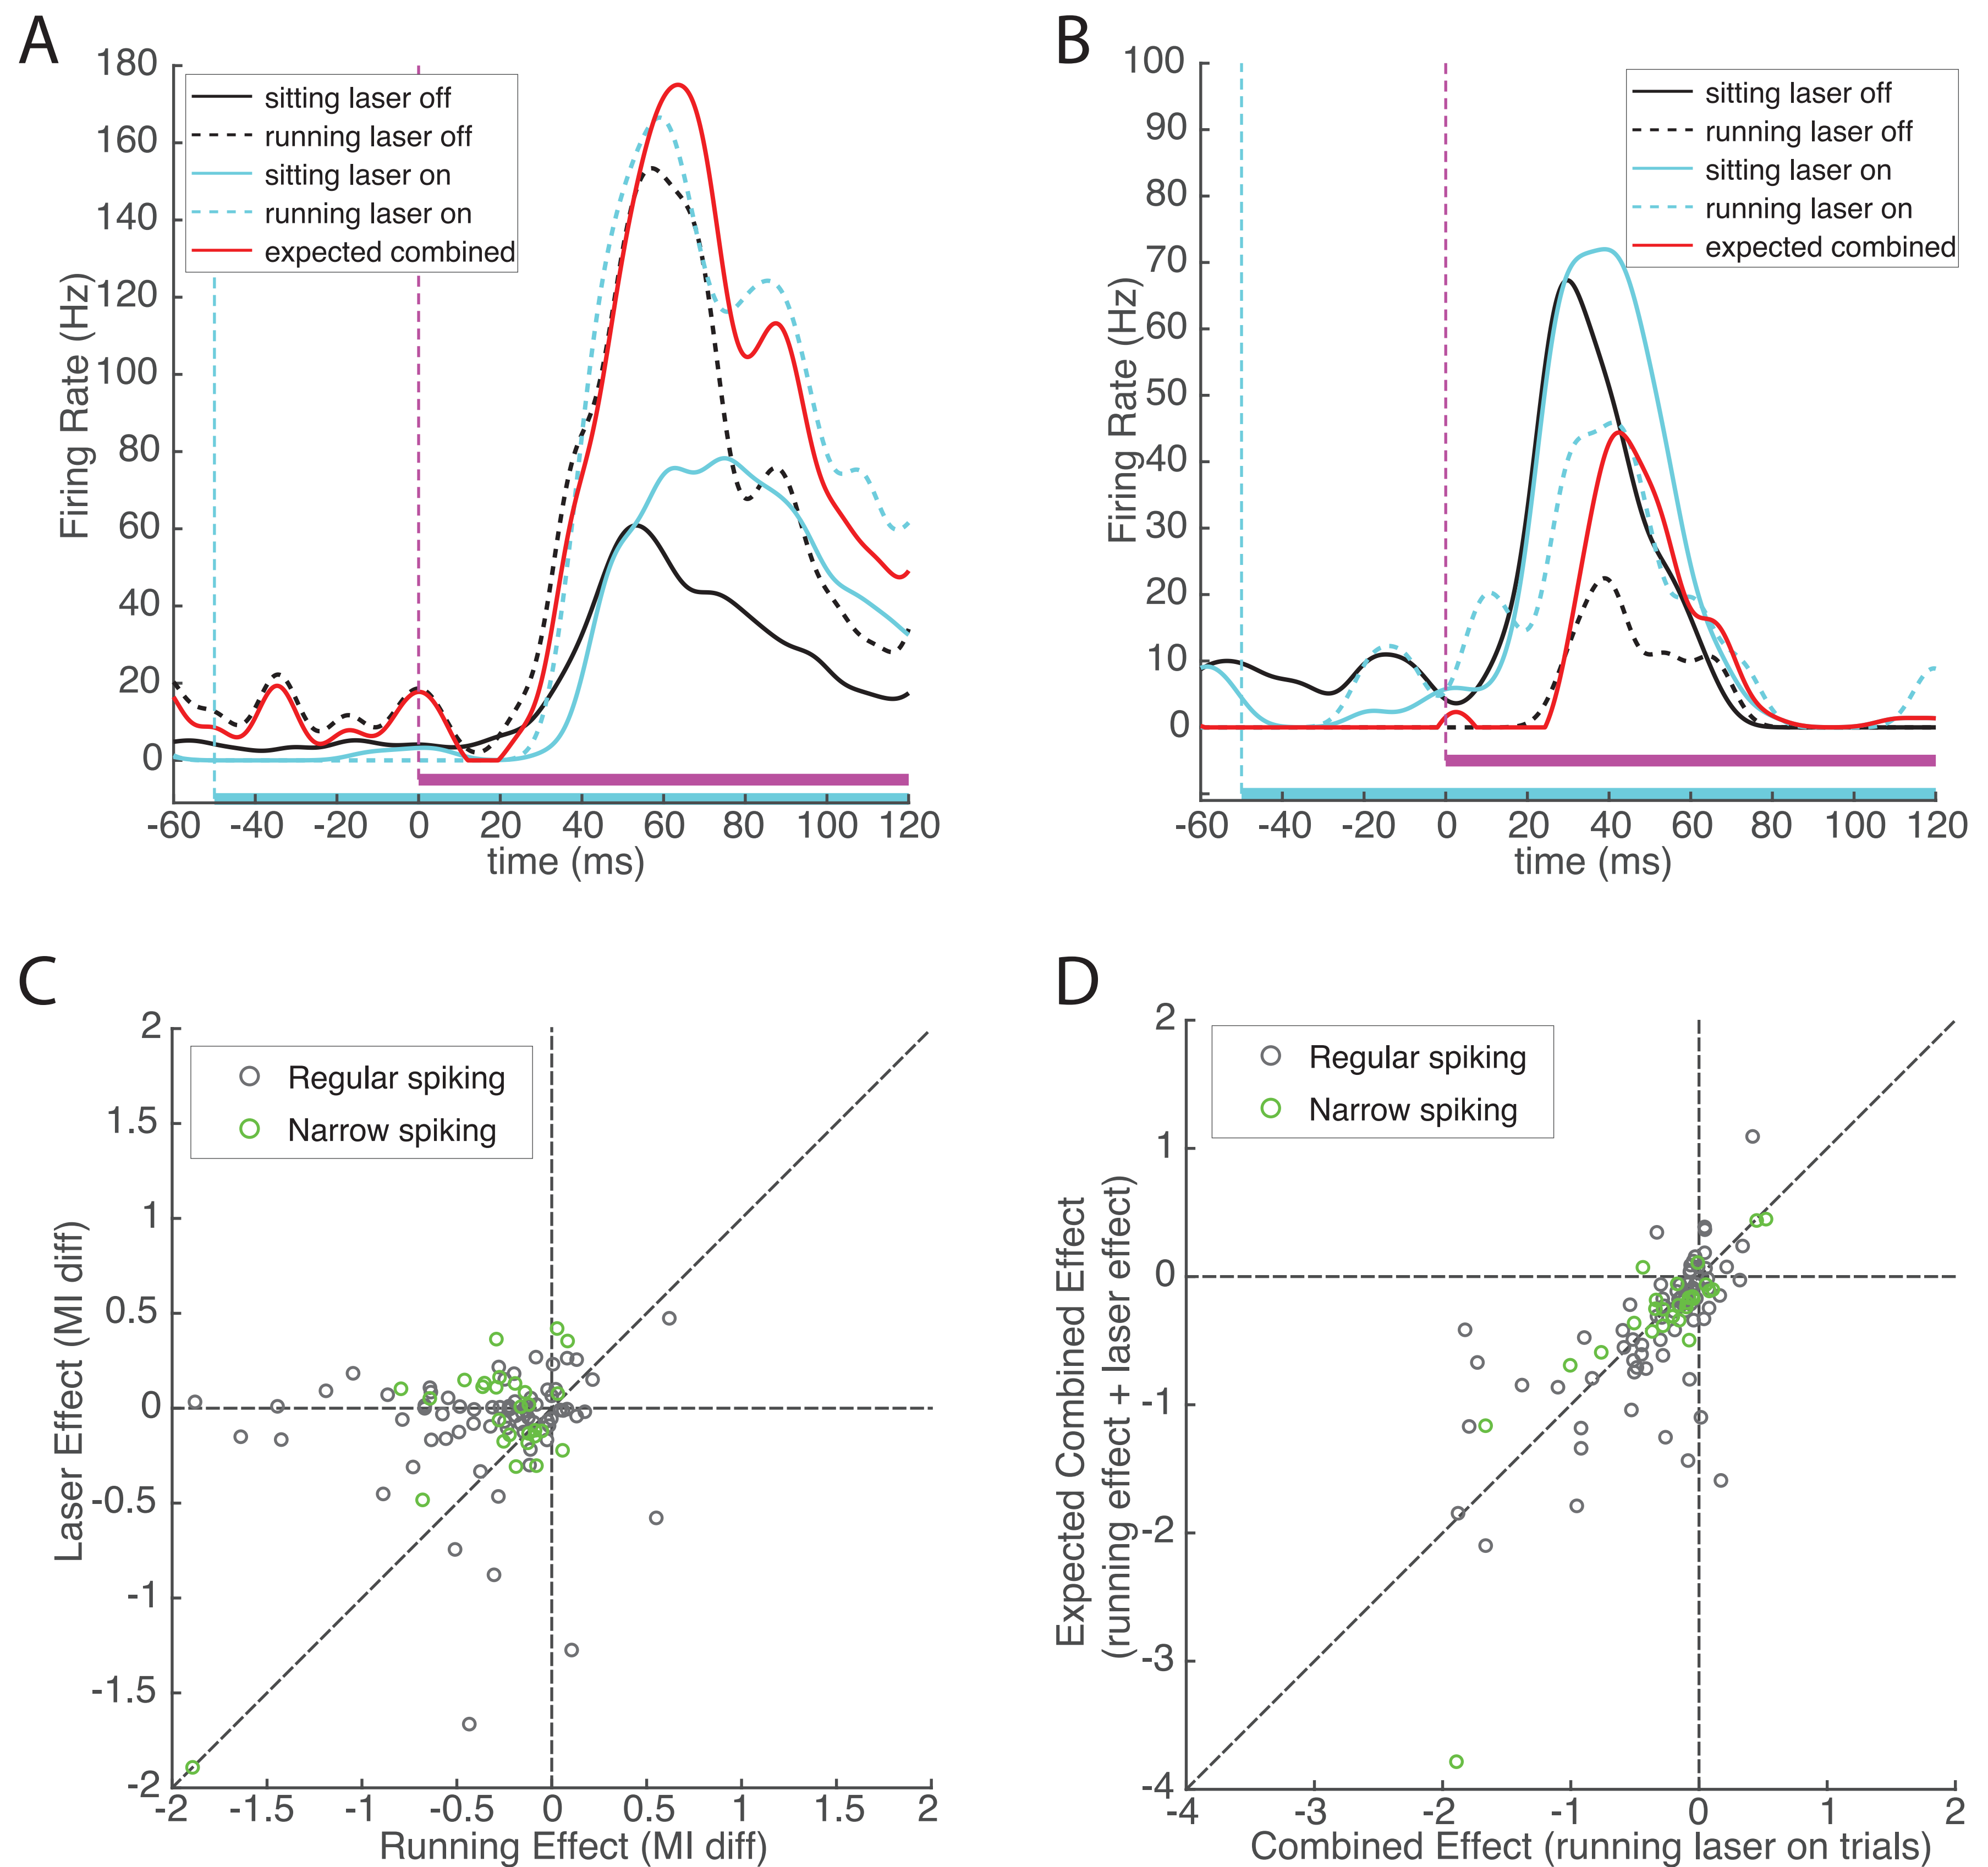 A
180
160
140
120
100
80
60
40
20
0
Firing Rate (Hz)
sitting laser off
running laser off
sitting laser on
running laser on
expected combined
-60 -40 -20 0 20 40 60 80 100 120
time (ms)
B
100
90
80
70
60
50
40
30
20
10
0
Firing Rate (Hz)
sitting laser off
running laser off
sitting laser on
running laser on
expected combined
-60 -40 -20 0 20 40 60 80 100 120
time (ms)
C
2
1.5
1
0.5
0
-0.5
-1
-1.5
-2
Laser Effect (MI diff)
Regular spiking
Narrow spiking
-2 -1.5 -1 -0.5 0 0.5 1 1.5 2
Running Effect (MI diff)
D
2
1
0
-1
-2
-3
-4
Expected Combined Effect
(running effect + laser effect)
Regular spiking
Narrow spiking
-4 -3 -2 -1 0 1 2
Combined Effect (running laser on trials)